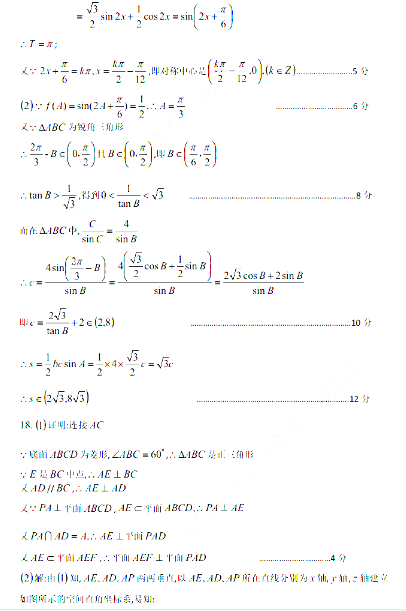 = √3/2 sin 2x + 1/2 cos 2x = sin(2x + π/6)
∴T = π;
又∵ 2x + π/6 = kπ, x = kπ/2 − π/12, 即对称中心是(kπ/2 − π/12, 0).(k ∈ Z)......................5 分
(2) ∵ f(A) = sin(2A + π/6) = 1/2. ∴ A = π/3 ......................6 分
又∵ ΔABC 为锐角三角形
∴ 2π/3 - B ∈ (0, π/2) 且 B ∈ (0, π/2), 即 B ∈ (π/6, π/2)
∴ tan B > 1/√3, 得到 0 < 1/tan B < √3 ......................8 分
而在 ΔABC 中, C/sin C = 4/sin B
∴ c = 4sin(2π/3 − B)/sin B = 4(√3/2 cos B + 1/2 sin B)/sin B = (2√3 cos B + 2 sin B)/sin B
即 c = 2√3/tan B + 2 ∈ (2,8) ......................10 分
∴ s = 1/2 bc sin A = 1/2 × 4 × √3/2 c = √3c
∴ s ∈ (2√3, 8√3) ......................12 分
18. (1) 证明:连接 AC
∵ 底面 ABCD 为菱形, ∠ABC = 60°, ∴ ΔABC 是正三角形
∵ E 是 BC 中点, ∴ AE ⊥ BC
又 AD // BC, ∴ AE ⊥ AD
又∵ PA ⊥ 平面 ABCD, AE ⊂ 平面 ABCD, ∴ PA ⊥ AE
又 PA ∩ AD = A, ∴ AE ⊥ 平面 PAD
又 AE ⊂ 平面 AEF, ∴ 平面 AEF ⊥ 平面 PAD ......................4 分
(2) 解:由(1)知, AE, AD, AP 两两垂直, 以 AE、AD、AP 所在直线分别为 x 轴, y 轴, z 轴建立
如图所示的空间直角坐标系,易知: